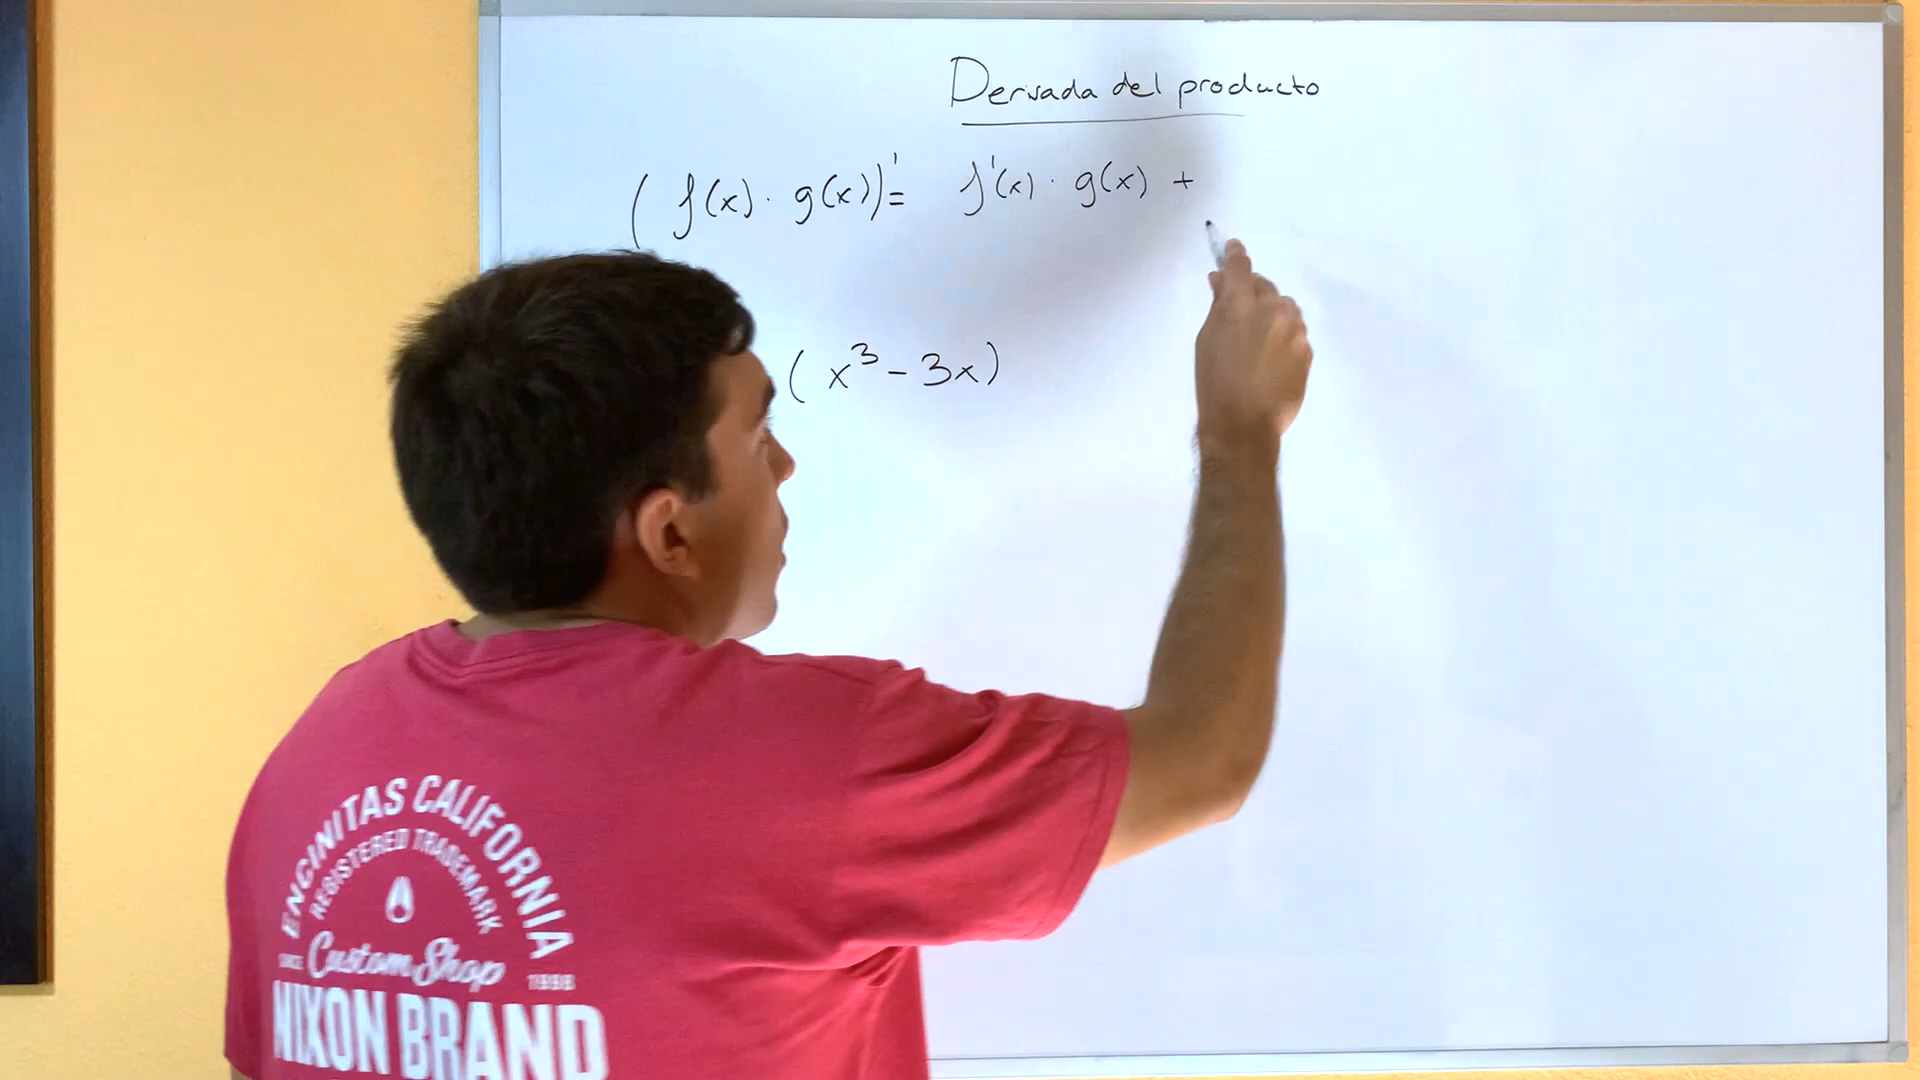 Derivada del producto
( f(x) · g(x))' = f'(x) · g(x) +
( x³ - 3x)
ENCINITAS CALIFORNIA
REGISTERED TRADEMARK
SINCE Custom Shop 1998
NIXON BRAND